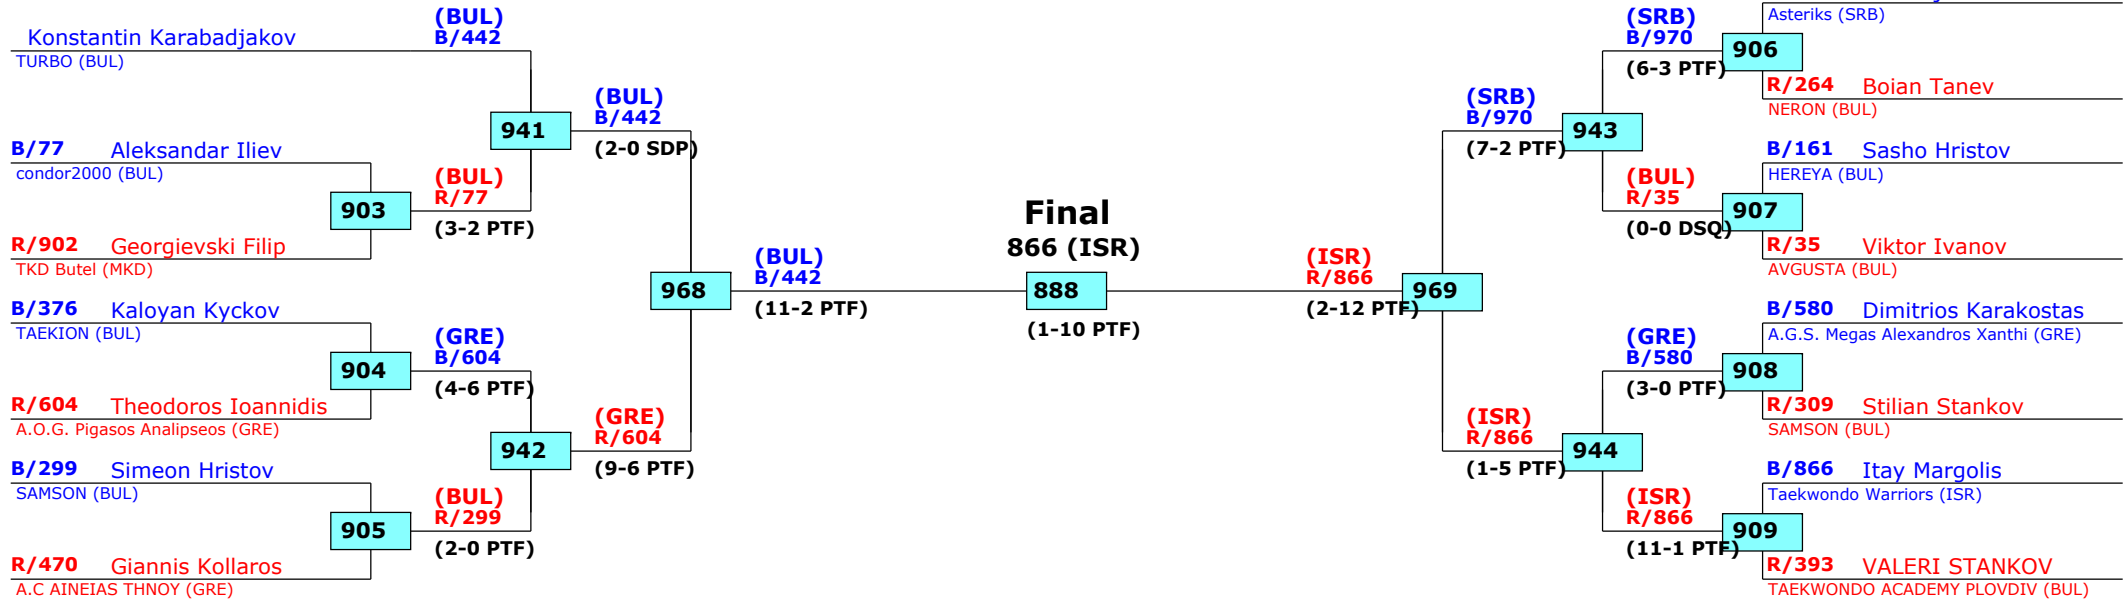 (BUL)
B/442
Konstantin Karabadjakov
TURBO (BUL)
941
(BUL)
B/442
(2-0 SDP)
B/77 Aleksandar Iliev
condor2000 (BUL)
903
(BUL)
R/77
(3-2 PTF)
R/902 Georgievski Filip
TKD Butel (MKD)
968
(BUL)
B/442
(11-2 PTF)
B/376 Kaloyan Kyckov
TAEKION (BUL)
904
(GRE)
B/604
(4-6 PTF)
R/604 Theodoros Ioannidis
A.O.G. Pigasos Analipseos (GRE)
942
(GRE)
R/604
(9-6 PTF)
B/299 Simeon Hristov
SAMSON (BUL)
905
(BUL)
R/299
(2-0 PTF)
R/470 Giannis Kollaros
A.C AINEIAS THNOY (GRE)
Final
866 (ISR)
888
(1-10 PTF)
(ISR)
R/866
(2-12 PTF)
969
(SRB)
B/970
(7-2 PTF)
943
(SRB)
B/970
(6-3 PTF)
Asteriks (SRB)
906
R/264 Boian Tanev
NERON (BUL)
B/161 Sasho Hristov
HEREYA (BUL)
(BUL)
R/35
(0-0 DSQ)
907
R/35 Viktor Ivanov
AVGUSTA (BUL)
B/580 Dimitrios Karakostas
A.G.S. Megas Alexandros Xanthi (GRE)
(GRE)
B/580
(3-0 PTF)
908
R/309 Stilian Stankov
SAMSON (BUL)
(ISR)
R/866
(1-5 PTF)
944
B/866 Itay Margolis
Taekwondo Warriors (ISR)
(ISR)
R/866
(11-1 PTF)
909
R/393 VALERI STANKOV
TAEKWONDO ACADEMY PLOVDIV (BUL)